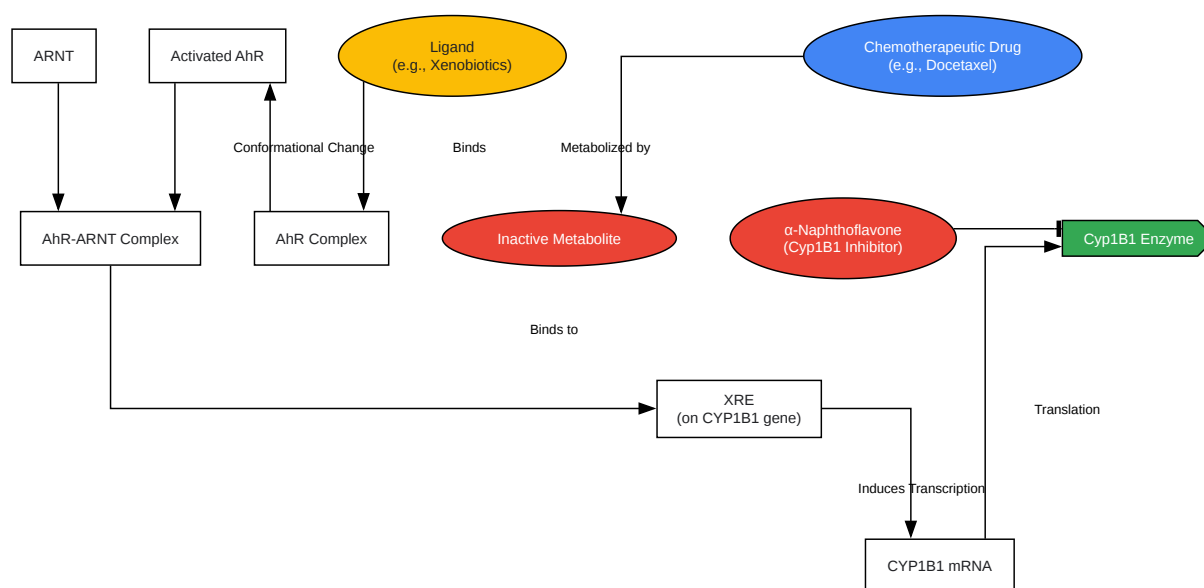 ARNT
Activated AhR
Ligand
(e.g., Xenobiotics)
Chemotherapeutic Drug
(e.g., Docetaxel)
Conformational Change
Binds
Metabolized by
AhR-ARNT Complex
AhR Complex
Inactive Metabolite
α-Naphthoflavone
(Cyp1B1 Inhibitor)
Cyp1B1 Enzyme
Binds to
XRE
(on CYP1B1 gene)
Translation
Induces Transcription
CYP1B1 mRNA